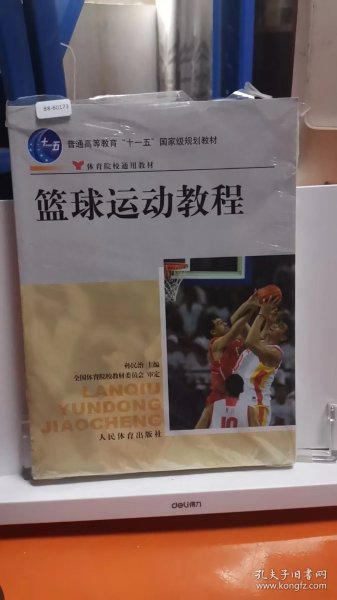 BB-60173
十一五
普通高等教育“十一五”国家级规划教材
体育院校通用教材
篮球运动教程
孙民治 主编
全国体育院校教材委员会 审定
LANQIU
YUNDONG
JIAOCHENG
人民体育出版社
10
deli得力
孔夫子旧书网
www.kongfz.com